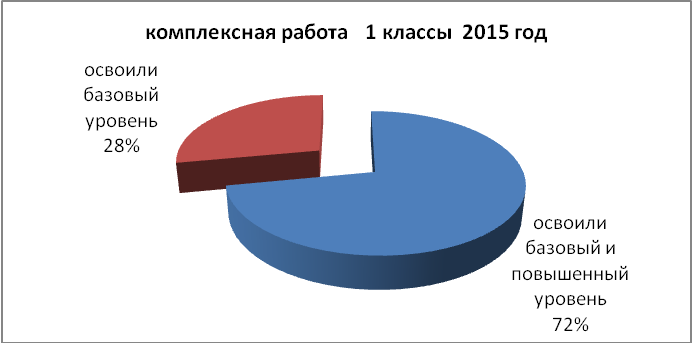 комплексная работа 1 классы 2015 год
освоили
базовый
уровень
28%
освоили
базовый и
повышенный
уровень
72%